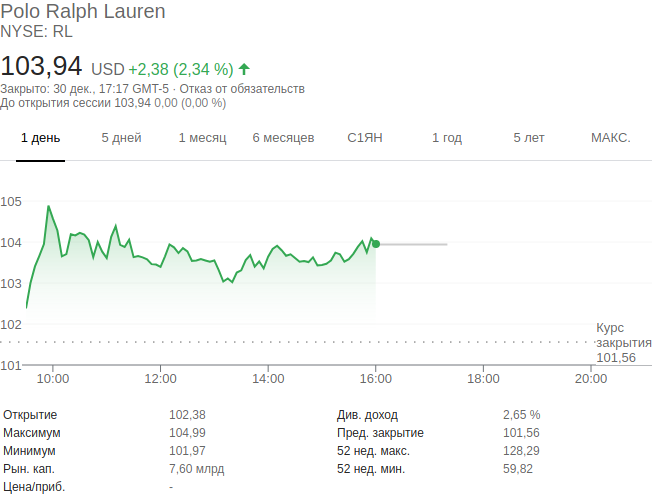 Polo Ralph Lauren
NYSE: RL
103,94 USD +2,38 (2,34 %)
Закрыто: 30 дек., 17:17 GMT-5 · Отказ от обязательств
До открытия сессии 103,94 0,00 (0,00 %)
1 день 5 дней 1 месяц 6 месяцев С1ЯН 1 год 5 лет МАКС.
105
104
103
102
Курс
закрытия
101,56
101
10:00 12:00 14:00 16:00 18:00 20:00
Открытие 102,38 Див. доход 2,65 %
Максимум 104,99 Пред. закрытие 101,56
Минимум 101,97 52 нед. макс. 128,29
Рын. кап. 7,60 млрд 52 нед. мин. 59,82
Цена/приб. -